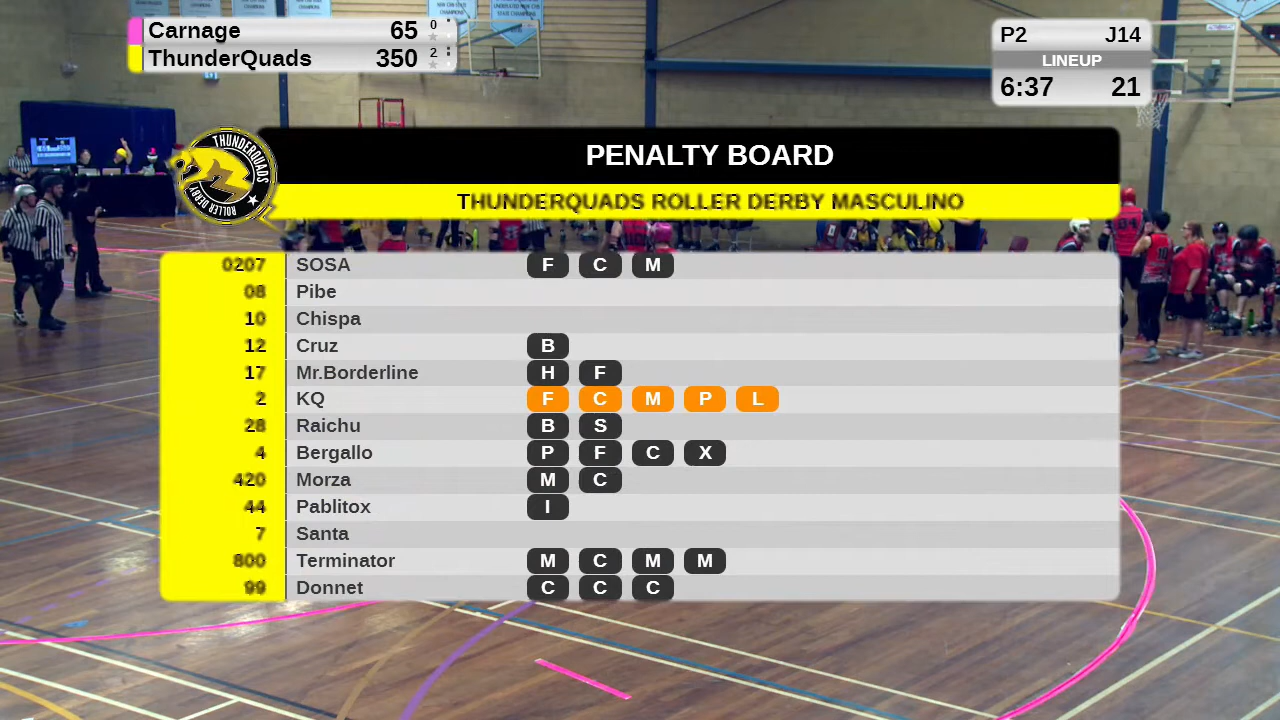 Carnage 65 0
ThunderQuads 350 2
P2 J14
LINEUP
6:37 21
THUNDERQUADS
ROLLER DERBY
PENALTY BOARD
THUNDERQUADS ROLLER DERBY MASCULINO
0207 SOSA F C M
08 Pibe
10 Chispa
12 Cruz B
17 Mr.Borderline H F
2 KQ F C M P L
28 Raichu B S
4 Bergallo P F C X
420 Morza M C
44 Pablitox I
7 Santa
800 Terminator M C M M
99 Donnet C C C